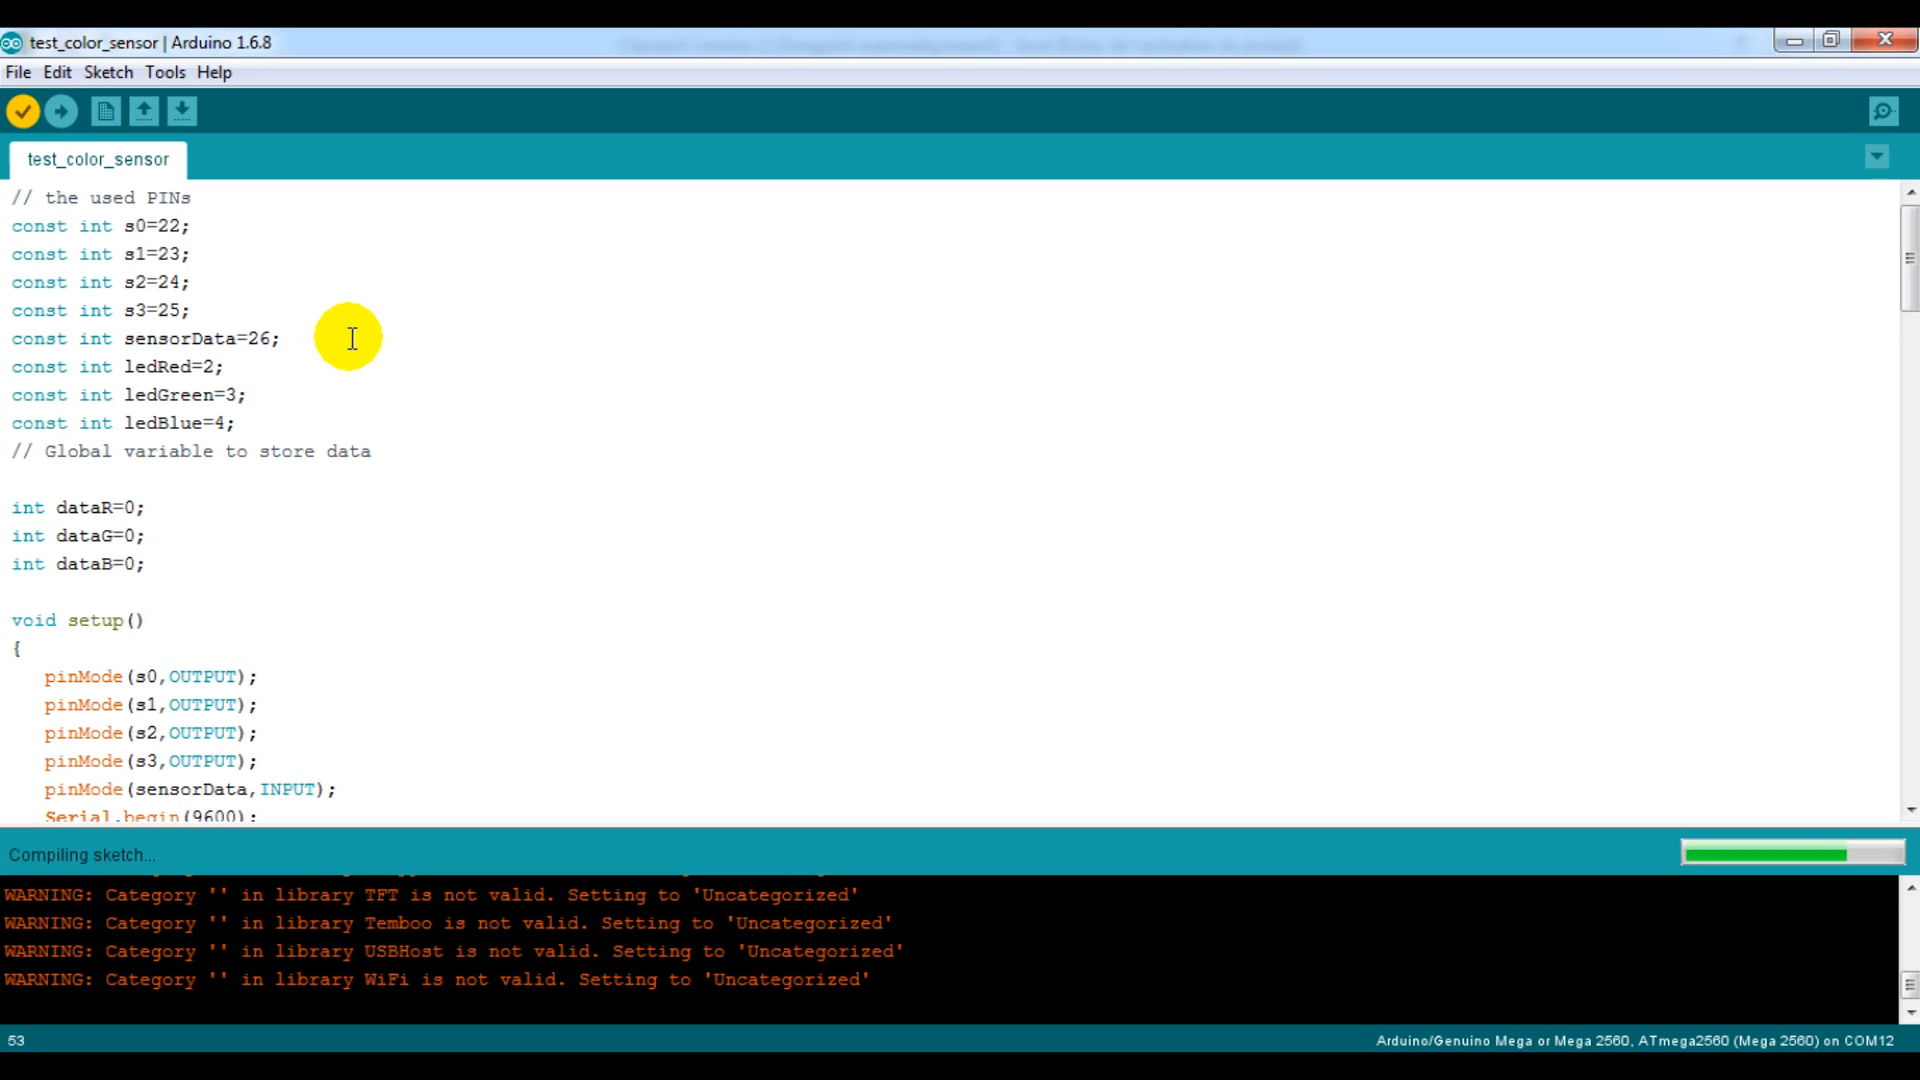 test_color_sensor | Arduino 1.6.8
File Edit Sketch Tools Help
test_color_sensor
// the used PINs
const int s0=22;
const int s1=23;
const int s2=24;
const int s3=25;
const int sensorData=26;
const int ledRed=2;
const int ledGreen=3;
const int ledBlue=4;
// Global variable to store data
int dataR=0;
int dataG=0;
int dataB=0;
void setup()
{
pinMode(s0,OUTPUT);
pinMode(s1,OUTPUT);
pinMode(s2,OUTPUT);
pinMode(s3,OUTPUT);
pinMode(sensorData,INPUT);
Serial.begin(9600);
Compiling sketch...
WARNING: Category '' in library TFT is not valid. Setting to 'Uncategorized'
WARNING: Category '' in library Temboo is not valid. Setting to 'Uncategorized'
WARNING: Category '' in library USBHost is not valid. Setting to 'Uncategorized'
WARNING: Category '' in library WiFi is not valid. Setting to 'Uncategorized'
53
Arduino/Genuino Mega or Mega 2560, ATmega2560 (Mega 2560) on COM12